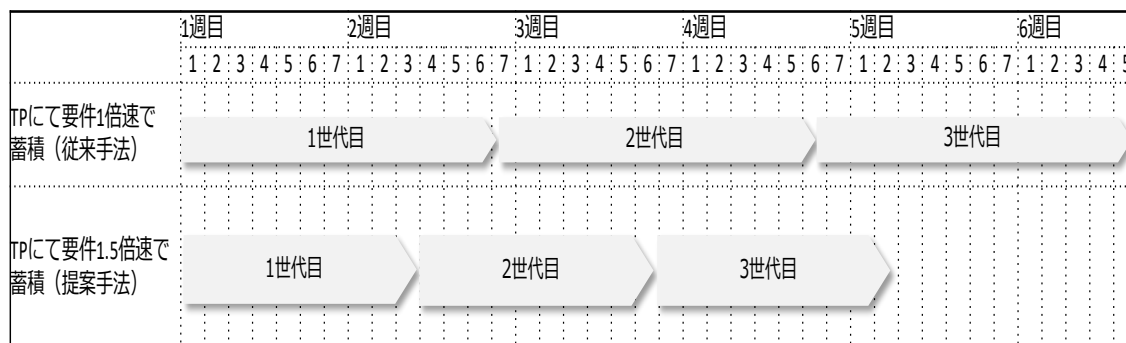 1週目 2週目 3週目 4週目 5週目 6週目
1 2 3 4 5 6 7 1 2 3 4 5 6 7 1 2 3 4 5 6 7 1 2 3 4 5 6 7 1 2 3 4 5 6 7 1 2 3 4 5
TPにて要件1倍速で
蓄積（従来手法）
1世代目 2世代目 3世代目
TPにて要件1.5倍速で
蓄積（提案手法）
1世代目 2世代目 3世代目